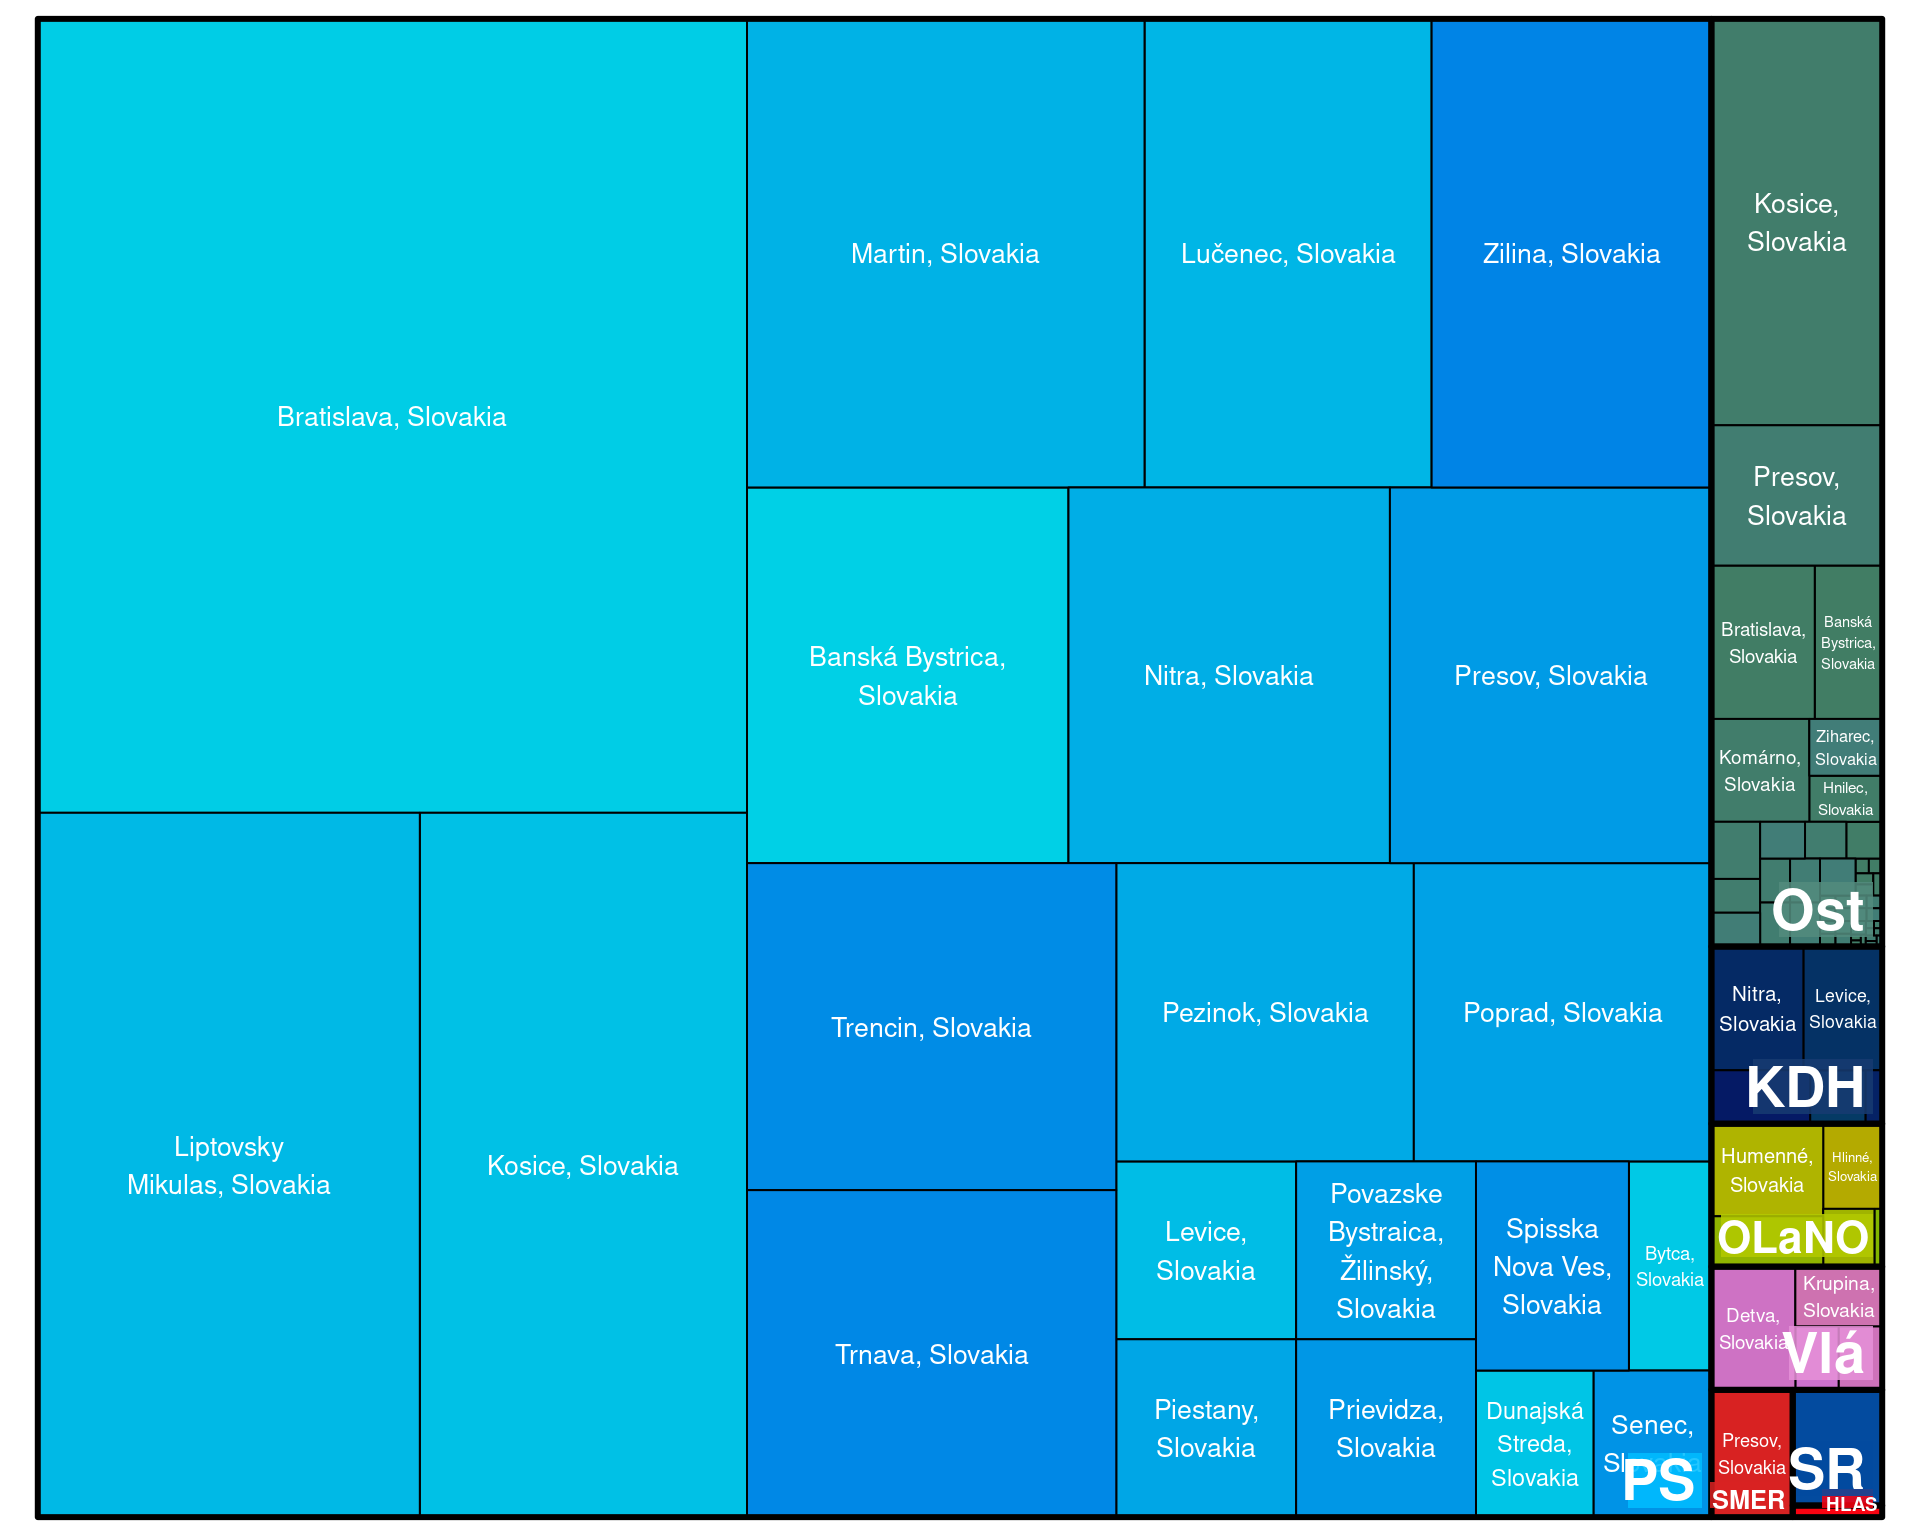 Bratislava, Slovakia
Liptovsky
Mikulas, Slovakia
Kosice, Slovakia
Martin, Slovakia
Lučenec, Slovakia
Zilina, Slovakia
Banská Bystrica,
Slovakia
Nitra, Slovakia
Presov, Slovakia
Trencin, Slovakia
Trnava, Slovakia
Pezinok, Slovakia
Poprad, Slovakia
Levice,
Slovakia
Povazske
Bystraica,
Žilinský,
Slovakia
Spisska
Nova Ves,
Slovakia
Bytca,
Slovakia
Piestany,
Slovakia
Prievidza,
Slovakia
Dunajská
Streda,
Slovakia
Senec,
Slovakia
PS
Kosice,
Slovakia
Presov,
Slovakia
Bratislava,
Slovakia
Banská
Bystrica,
Slovakia
Komárno,
Slovakia
Ziharec,
Slovakia
Hnilec,
Slovakia
Ost
Nitra,
Slovakia
Levice,
Slovakia
KDH
Humenné,
Slovakia
Hlinné,
Slovakia
OLaNO
Detva,
Slovakia
Krupina,
Slovakia
Vlá
Presov,
Slovakia
SMER
SR
HLAS